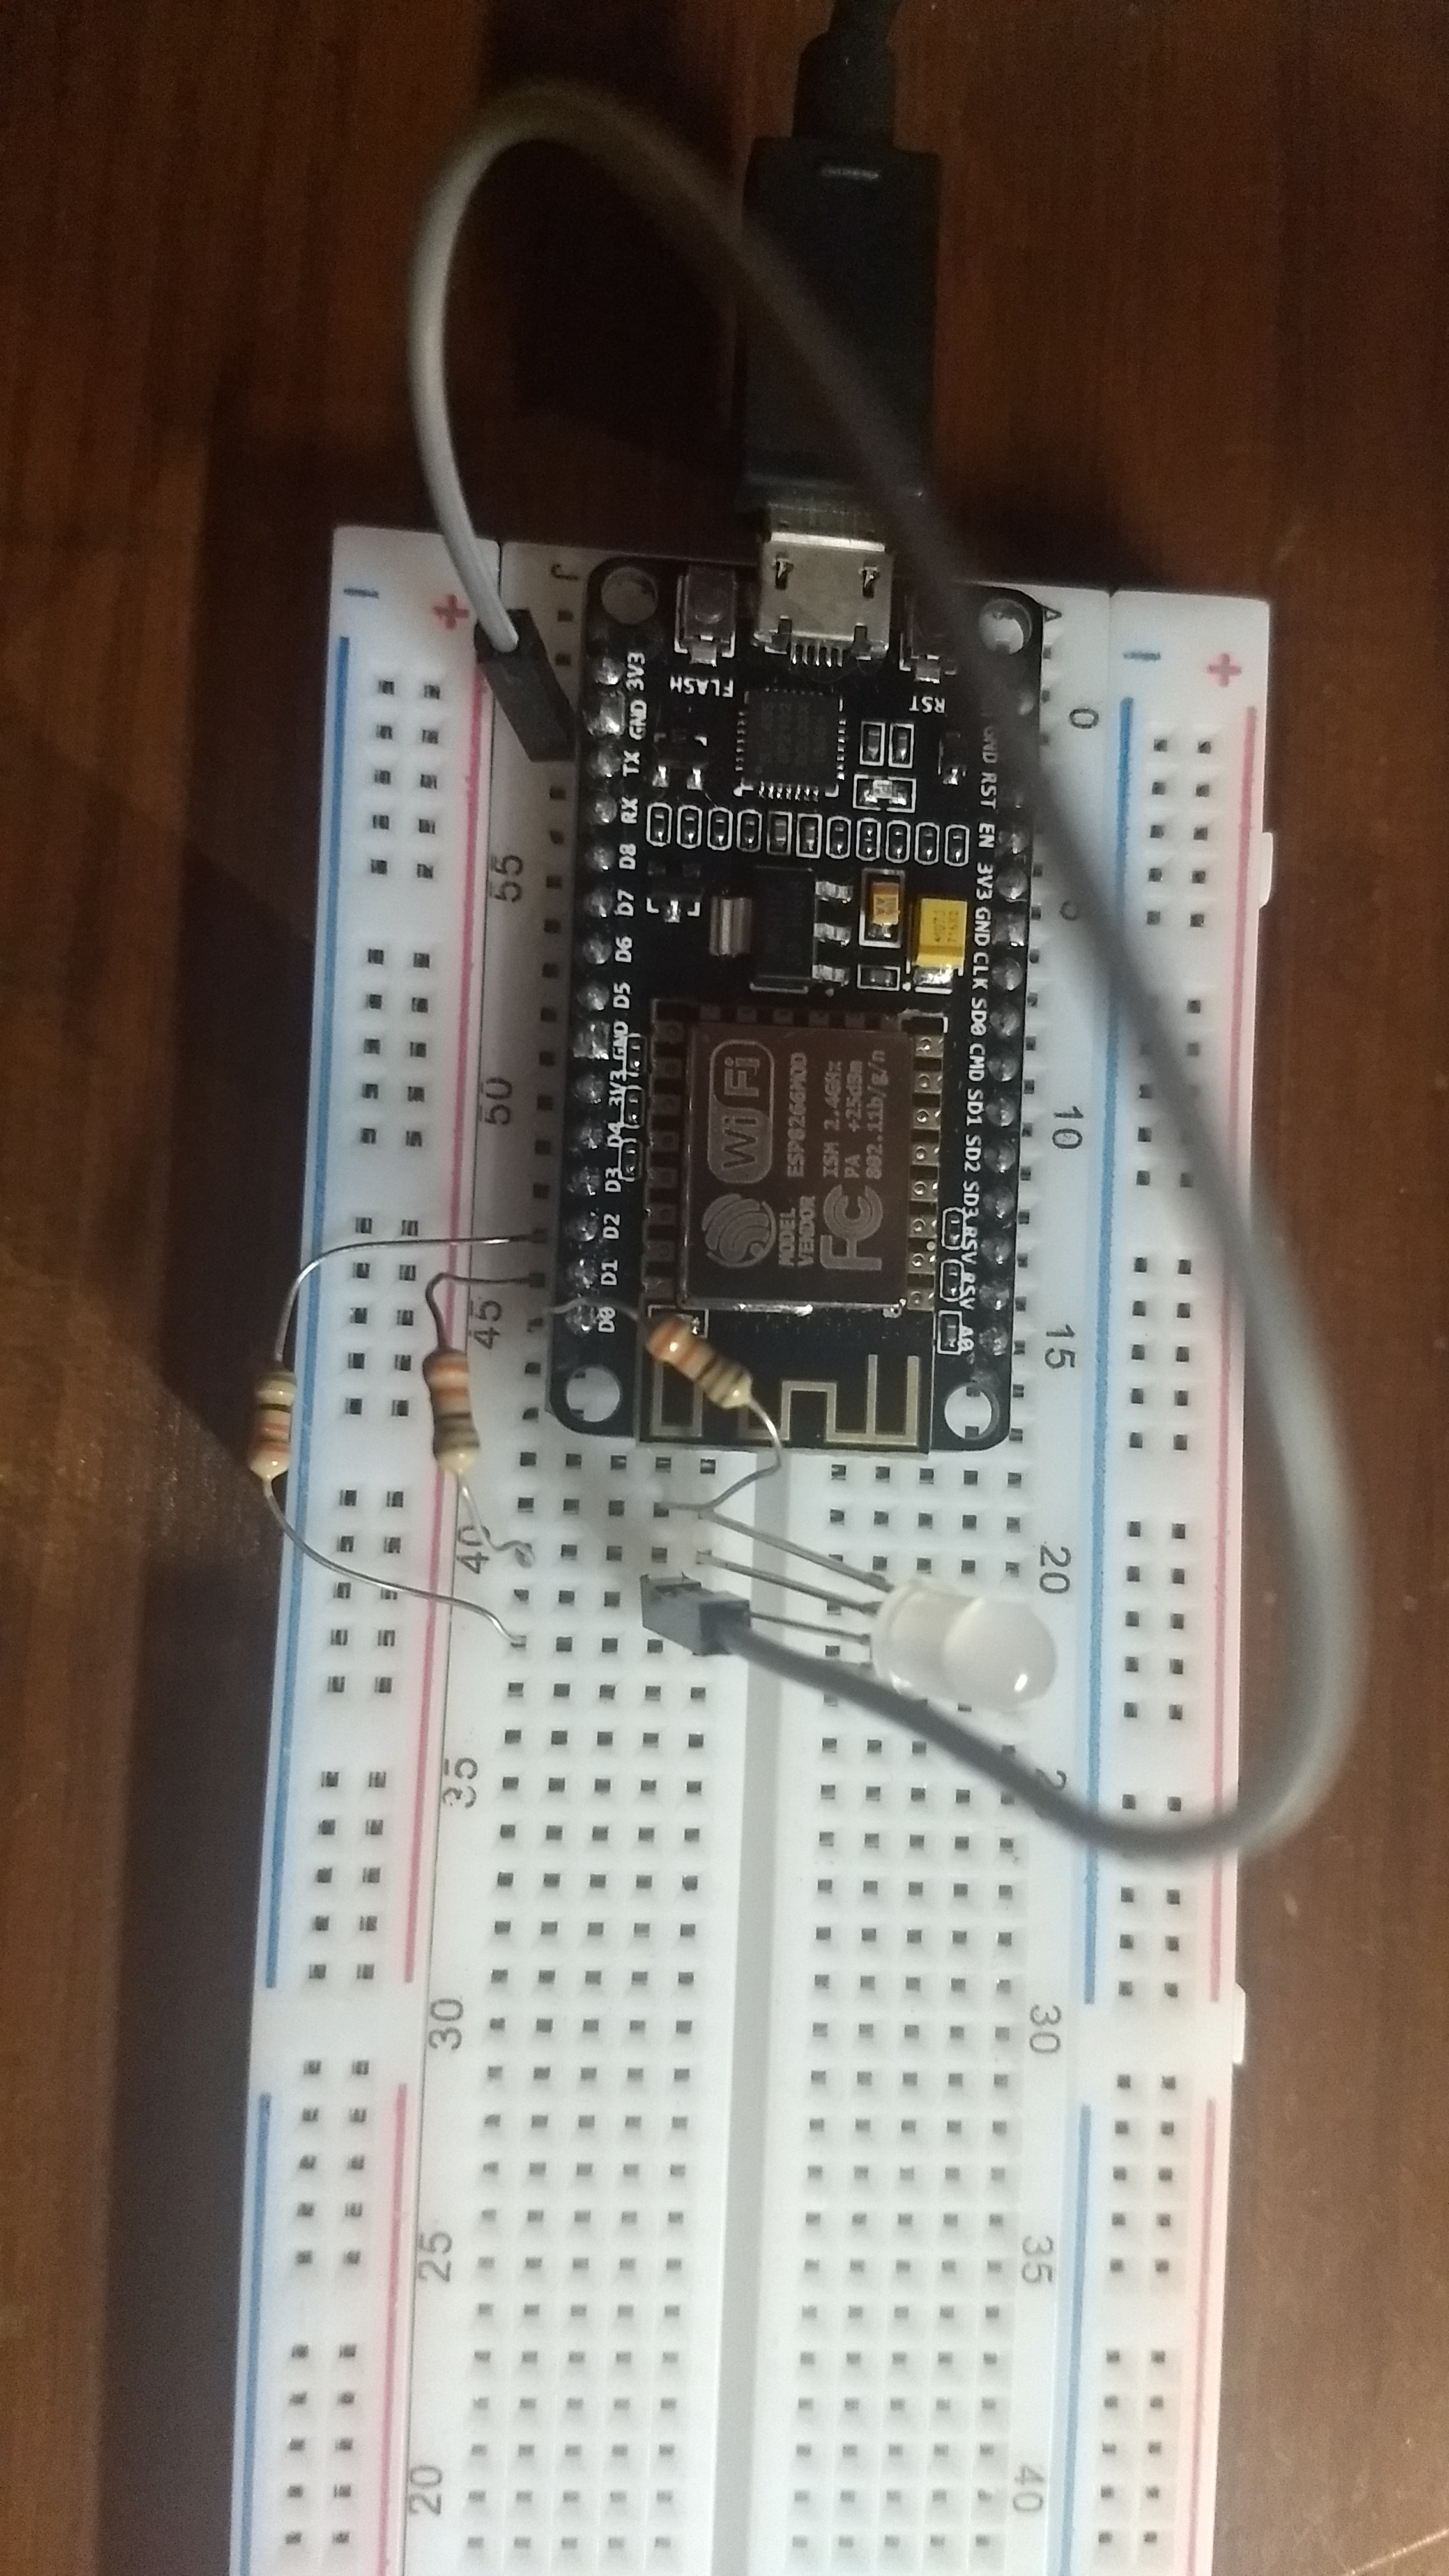 − +
J
A
− +
FLASH
RST
3V3
GND
TX
RX
D8
D7
D6
D5
GND
3V3
D4
D3
D2
D1
D0
GND
RST
EN
3V3
GND
CLK
SD0
CMD
SD1
SD2
SD3
RSV
RSV
A0
WiFi
MODEL ESP8266MOD
VENDOR
ISM 2.4GHz
PA +25dBm
802.11b/g/n
FC
55
50
45
40
35
30
25
20
0
10
15
20
30
35
40